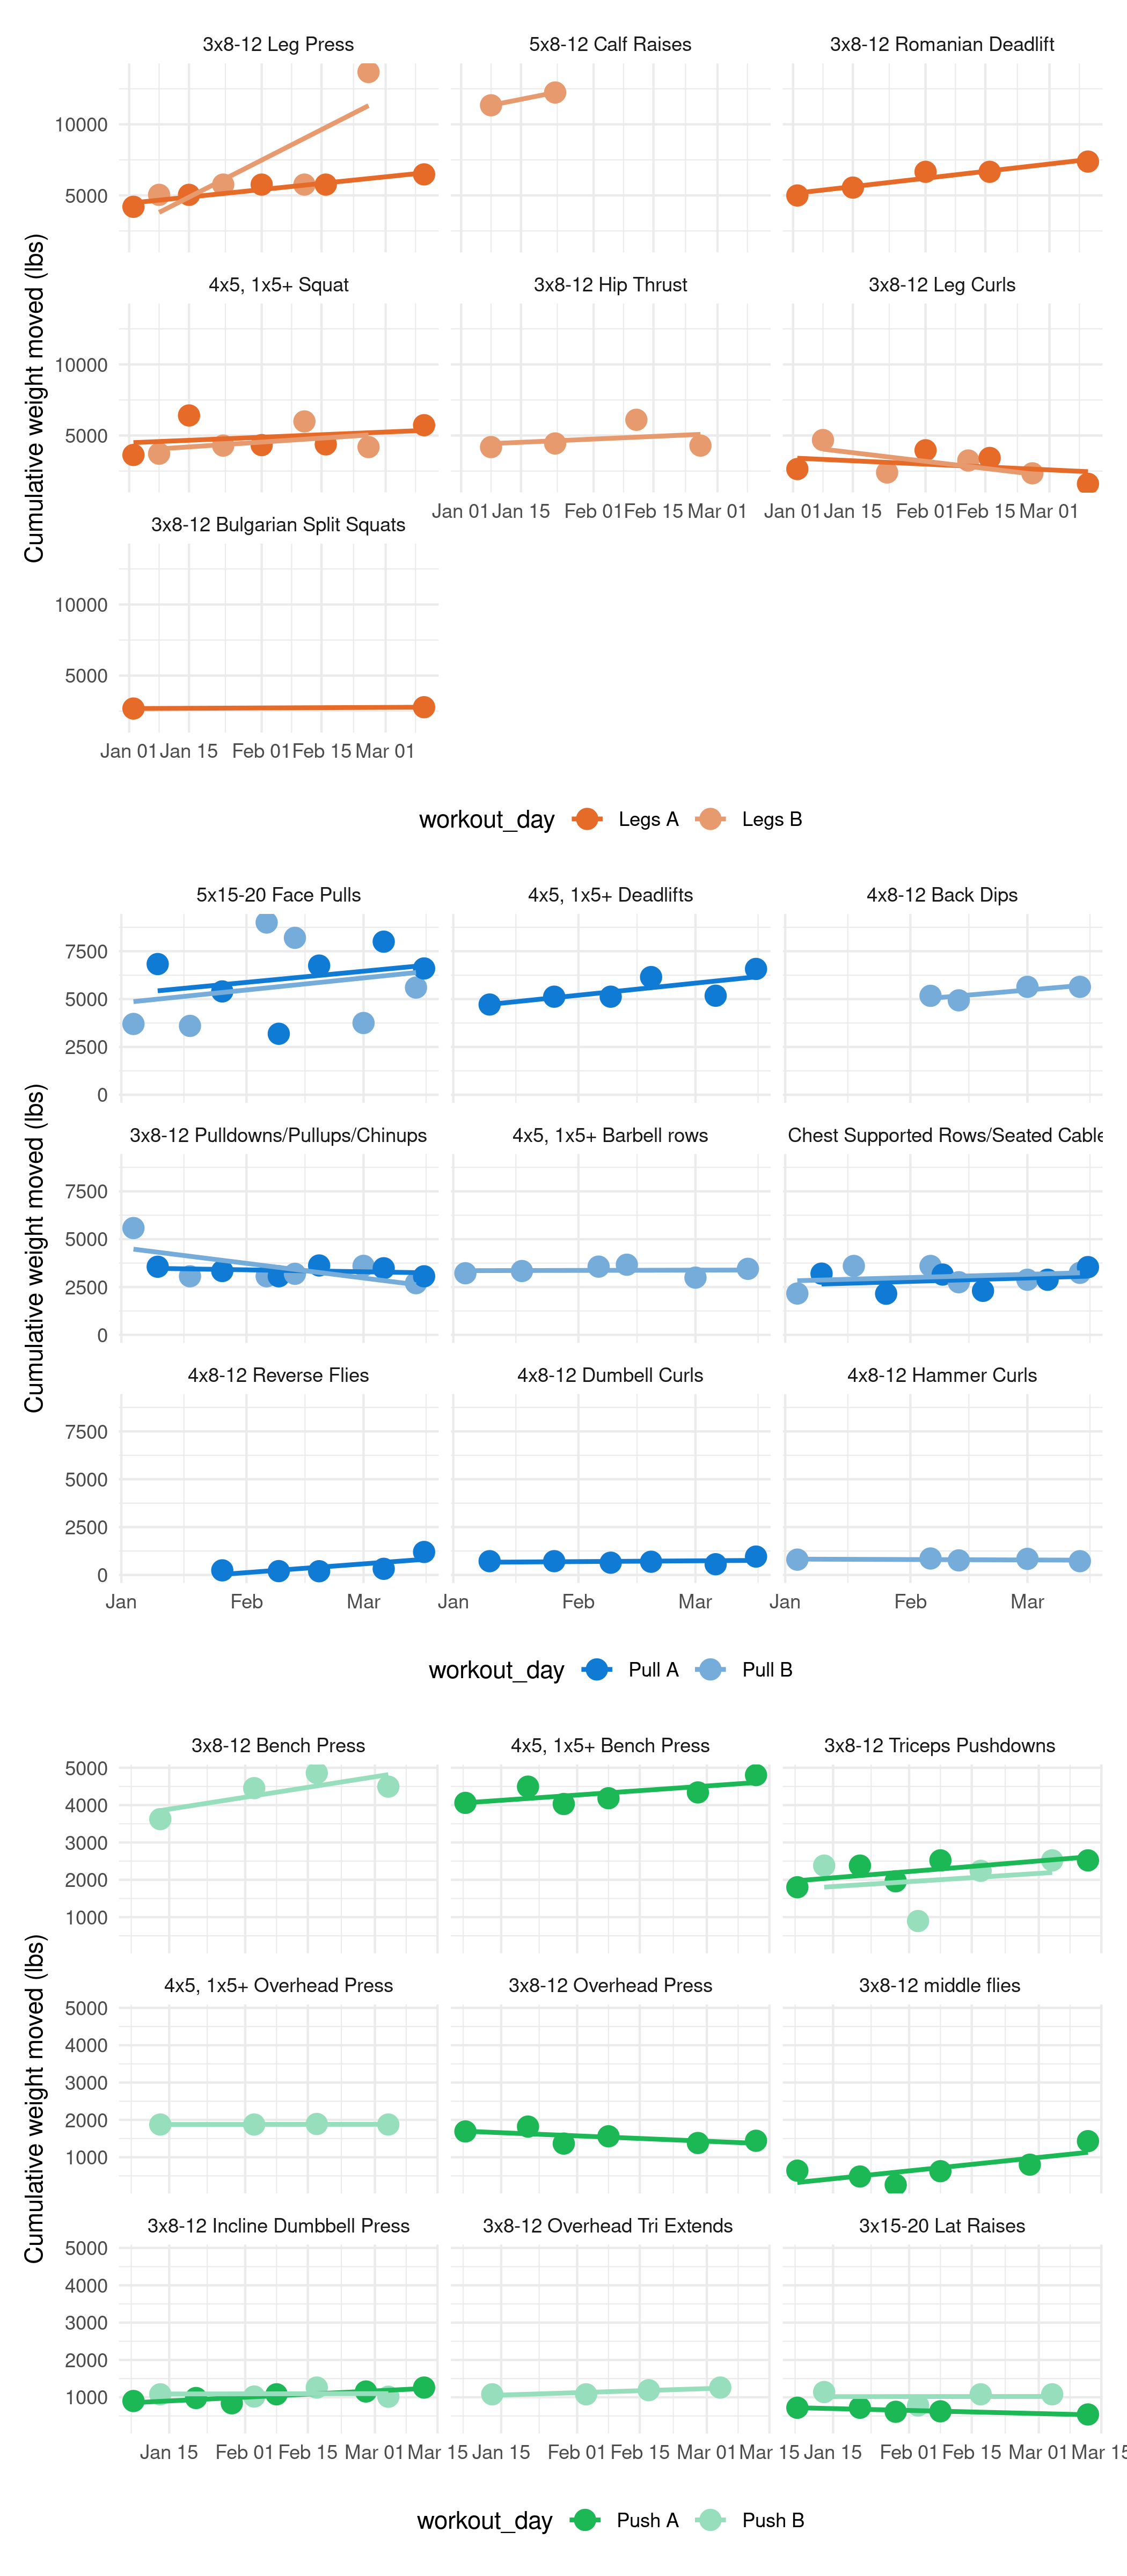 3x8-12 Leg Press 5x8-12 Calf Raises 3x8-12 Romanian Deadlift
10000
5000
4x5, 1x5+ Squat 3x8-12 Hip Thrust 3x8-12 Leg Curls
10000
5000
Jan 01 Jan 15 Feb 01 Feb 15 Mar 01 Jan 01 Jan 15 Feb 01 Feb 15 Mar 01
3x8-12 Bulgarian Split Squats
10000
5000
Jan 01 Jan 15 Feb 01 Feb 15 Mar 01
Cumulative weight moved (lbs)
workout_day Legs A Legs B
5x15-20 Face Pulls 4x5, 1x5+ Deadlifts 4x8-12 Back Dips
7500
5000
2500
0
3x8-12 Pulldowns/Pullups/Chinups 4x5, 1x5+ Barbell rows Chest Supported Rows/Seated Cable
7500
5000
2500
0
4x8-12 Reverse Flies 4x8-12 Dumbell Curls 4x8-12 Hammer Curls
7500
5000
2500
0
Jan Feb Mar Jan Feb Mar Jan Feb Mar
Cumulative weight moved (lbs)
workout_day Pull A Pull B
3x8-12 Bench Press 4x5, 1x5+ Bench Press 3x8-12 Triceps Pushdowns
5000
4000
3000
2000
1000
4x5, 1x5+ Overhead Press 3x8-12 Overhead Press 3x8-12 middle flies
5000
4000
3000
2000
1000
3x8-12 Incline Dumbbell Press 3x8-12 Overhead Tri Extends 3x15-20 Lat Raises
5000
4000
3000
2000
1000
Jan 15 Feb 01 Feb 15 Mar 01 Mar 15 Jan 15 Feb 01 Feb 15 Mar 01 Mar 15 Jan 15 Feb 01 Feb 15 Mar 01 Mar 15
Cumulative weight moved (lbs)
workout_day Push A Push B